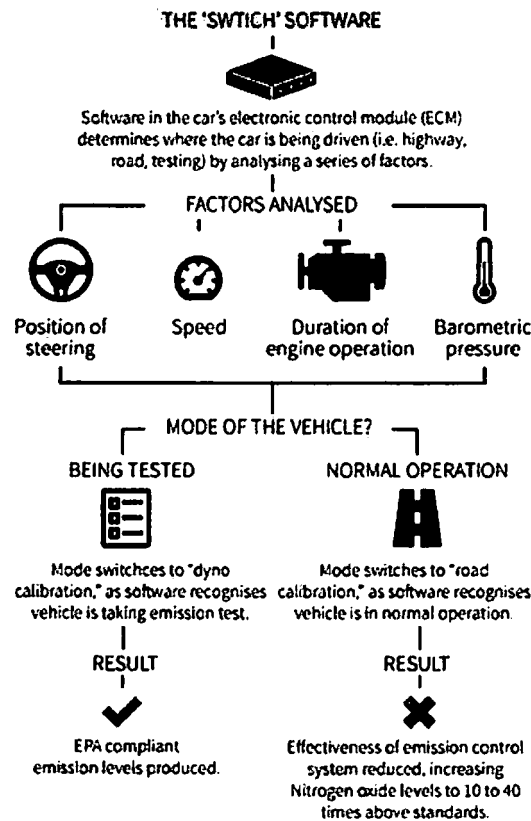 THE 'SWTICH' SOFTWARE
Software in the car's electronic control module (ECM)
determines where the car is being driven (i.e. highway,
road, testing) by analysing a series of factors.
FACTORS ANALYSED
Position of
steering
Speed
Duration of
engine operation
Barometric
pressure
MODE OF THE VEHICLE?
BEING TESTED
Mode switchces to "dyno
calibration," as software recognises
vehicle is taking emission test.
RESULT
EPA compliant
emission levels produced.
NORMAL OPERATION
Mode switches to "road
calibration," as software recognises
vehicle is in normal operation.
RESULT
Effectiveness of emission control
system reduced, increasing
Nitrogen oxide levels to 10 to 40
times above standards.